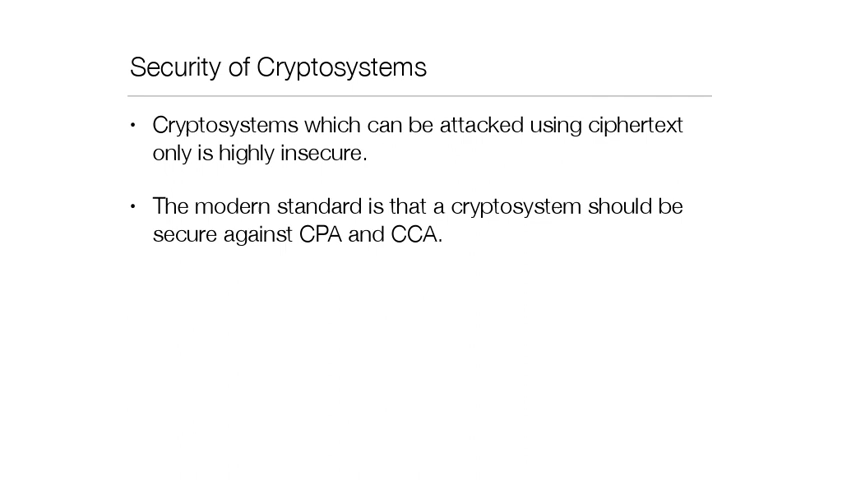 Security of Cryptosystems
• Cryptosystems which can be attacked using ciphertext
only is highly insecure.
• The modern standard is that a cryptosystem should be
secure against CPA and CCA.